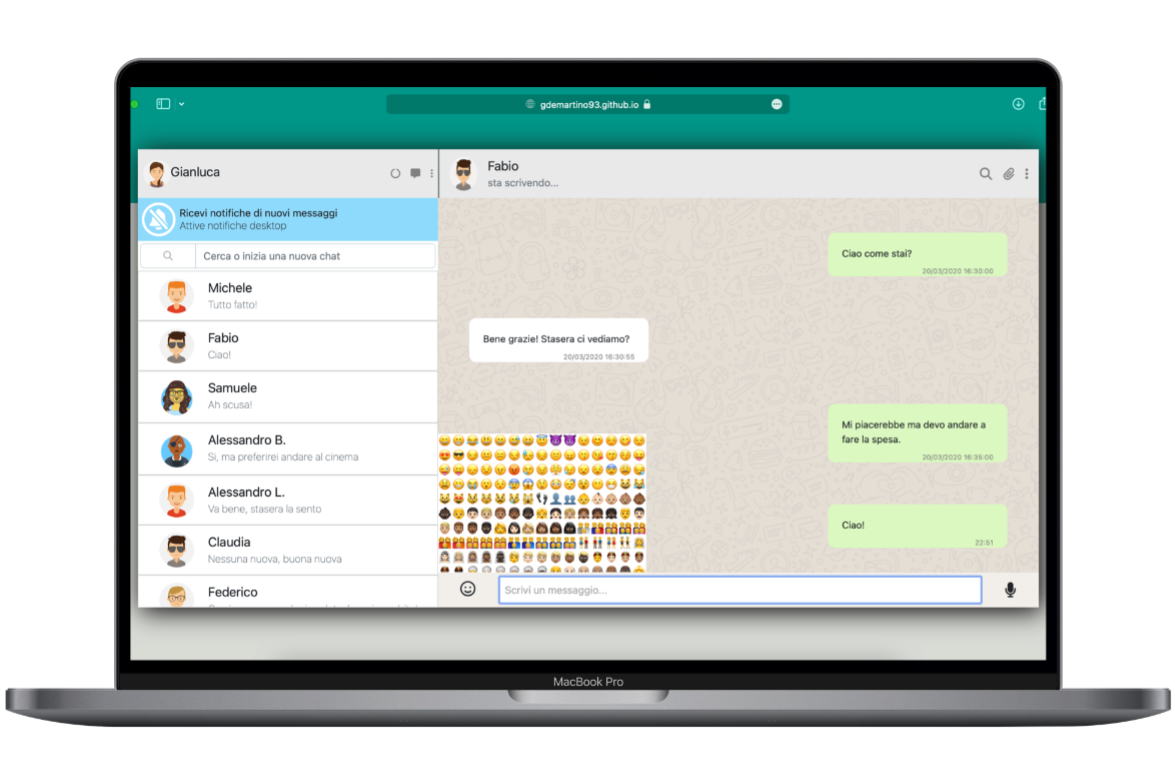 gdemartino93.github.io
Gianluca
Ricevi notifiche di nuovi messaggi
Attive notifiche desktop
Cerca o inizia una nuova chat
Michele
Tutto fatto!
Fabio
Ciao!
Samuele
Ah scusa!
Alessandro B.
Si, ma preferirei andare al cinema
Alessandro L.
Va bene, stasera la sento
Claudia
Nessuna nuova, buona nuova
Federico
Fabio
sta scrivendo...
Ciao come stai?
20/03/2020 16:30:00
Bene grazie! Stasera ci vediamo?
20/03/2020 16:30:55
Mi piacerebbe ma devo andare a
fare la spesa.
20/03/2020 16:35:00
Ciao!
22:51
Scrivi un messaggio...
MacBook Pro